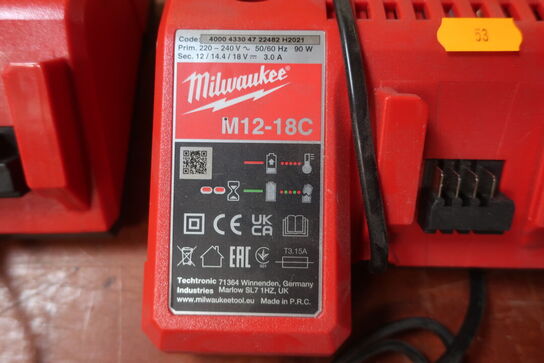 Code: 4000 4330 47 22482 H2021
Prim. 220 – 240 V ~ 50/60 Hz 90 W
Sec. 12 / 14.4 / 18 V ⎓ 3.0 A
53
Milwaukee
M12-18C
CE UK CA
EAC T3.15A
Techtronic 71364 Winnenden, Germany
Industries Marlow SL7 1HZ, UK
www.milwaukeetool.eu Made in P.R.C.